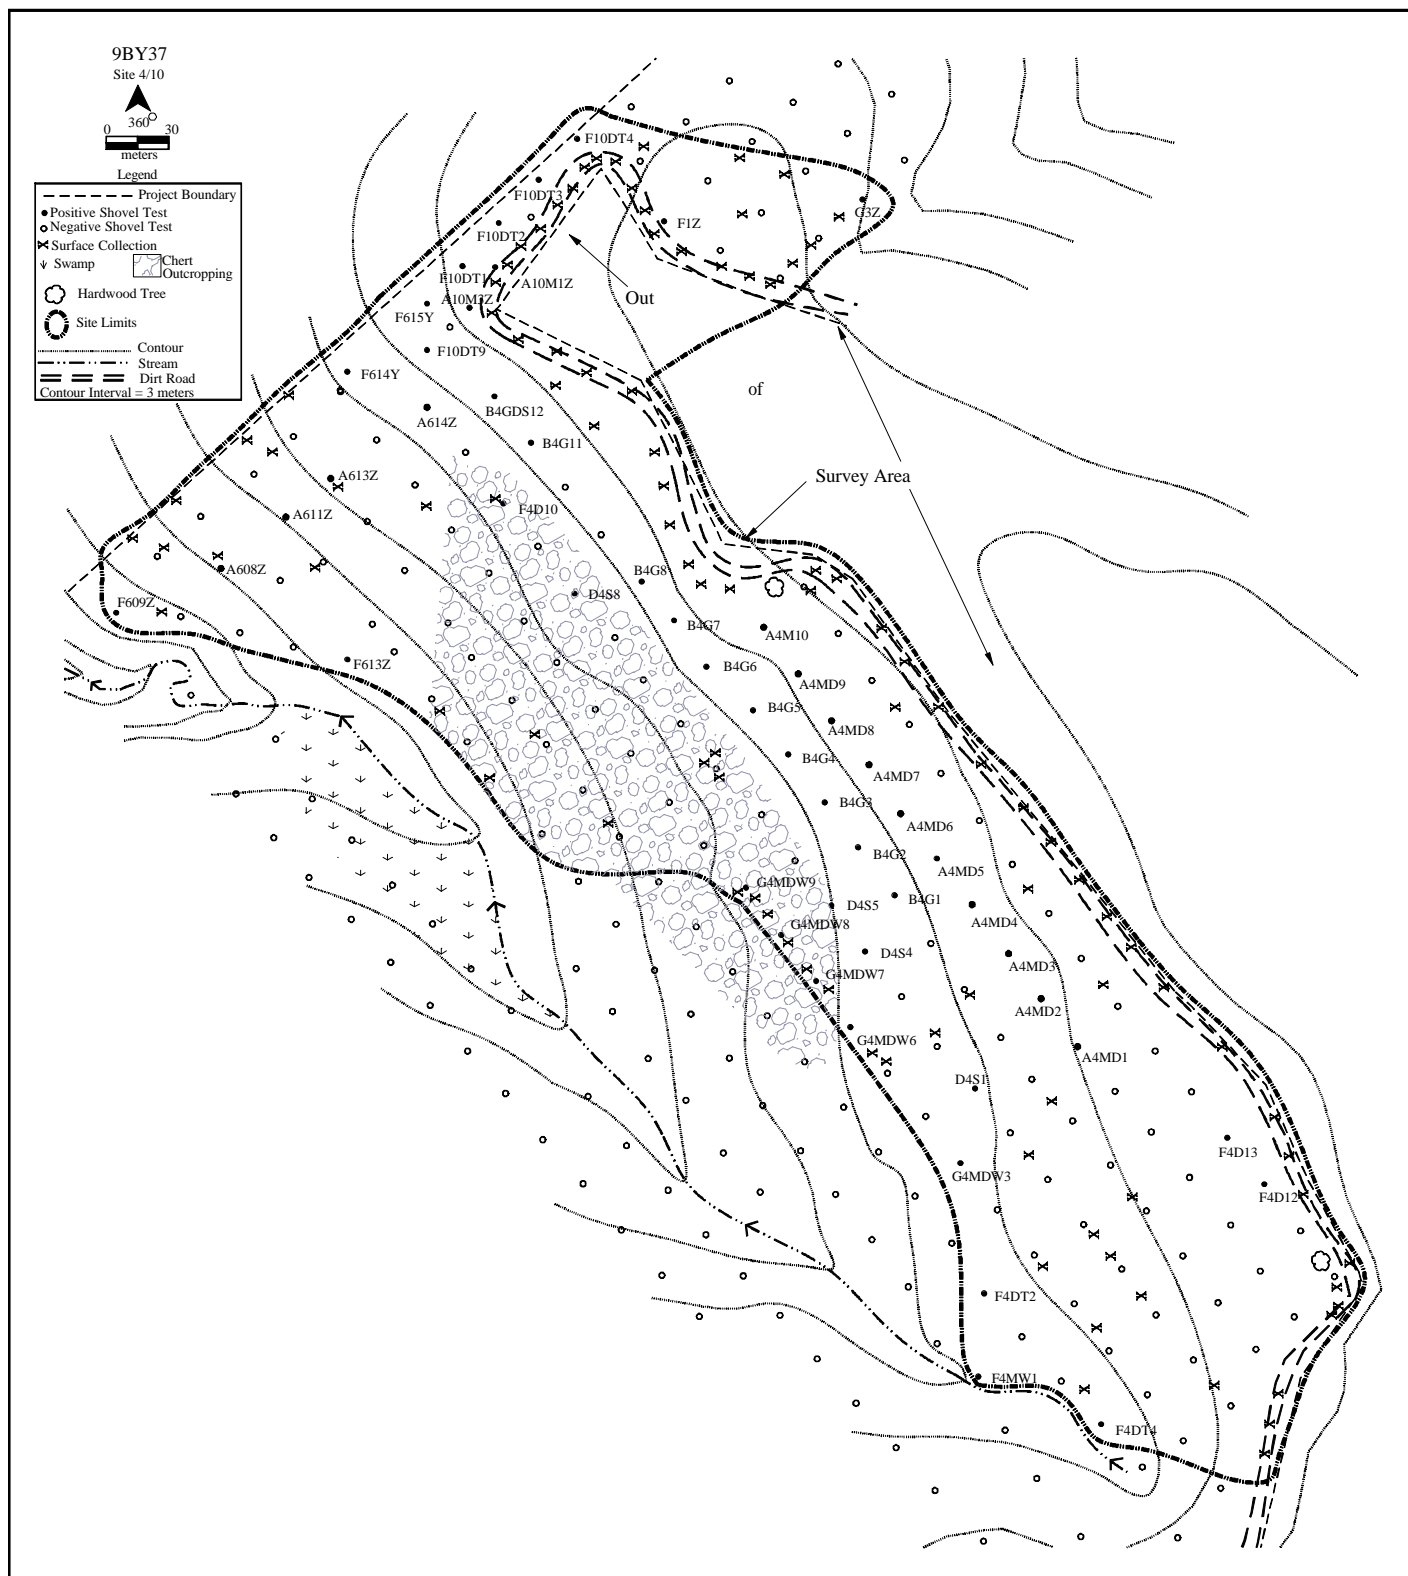 9BY37
Site 4/10
360
0 30
meters
Legend
Project Boundary
Positive Shovel Test
Negative Shovel Test
Surface Collection
Swamp
Chert
Outcropping
Hardwood Tree
Site Limits
Contour
Stream
Dirt Road
Contour Interval = 3 meters
F10DT4
F10DT3
F10DT2
F1Z
G3Z
F10DT1
A10M1Z
A10M3Z
Out
F615Y
F10DT9
F614Y
of
A614Z
B4GDS12
B4G11
Survey Area
A613Z
F4D10
A611Z
A608Z
B4G8
D4S8
F609Z
B4G7
A4M10
F613Z
B4G6
A4MD9
B4G5
A4MD8
B4G4
A4MD7
B4G3
A4MD6
B4G2
A4MD5
G4MDW9
B4G1
D4S5
A4MD4
G4MDW8
D4S4
A4MD3
G4MDW7
A4MD2
G4MDW6
A4MD1
D4S1
F4D13
G4MDW3
F4D12
F4DT2
F4MW1
F4DT4